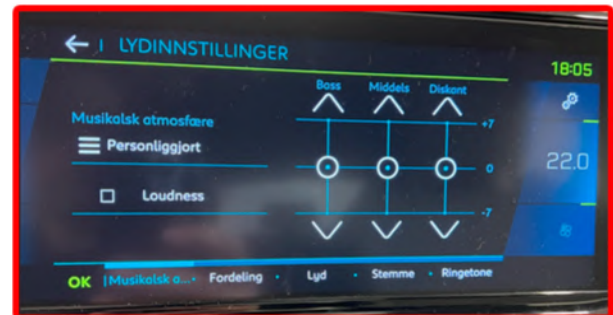 ← | LYDINNSTILLINGER
18:05
Bass Middels Diskant
Musikalsk atmosfære
+7
Personliggjort
0
22.0
Loudness
-7
OK | Musikalsk a... • Fordeling • Lyd • Stemme • Ringetone